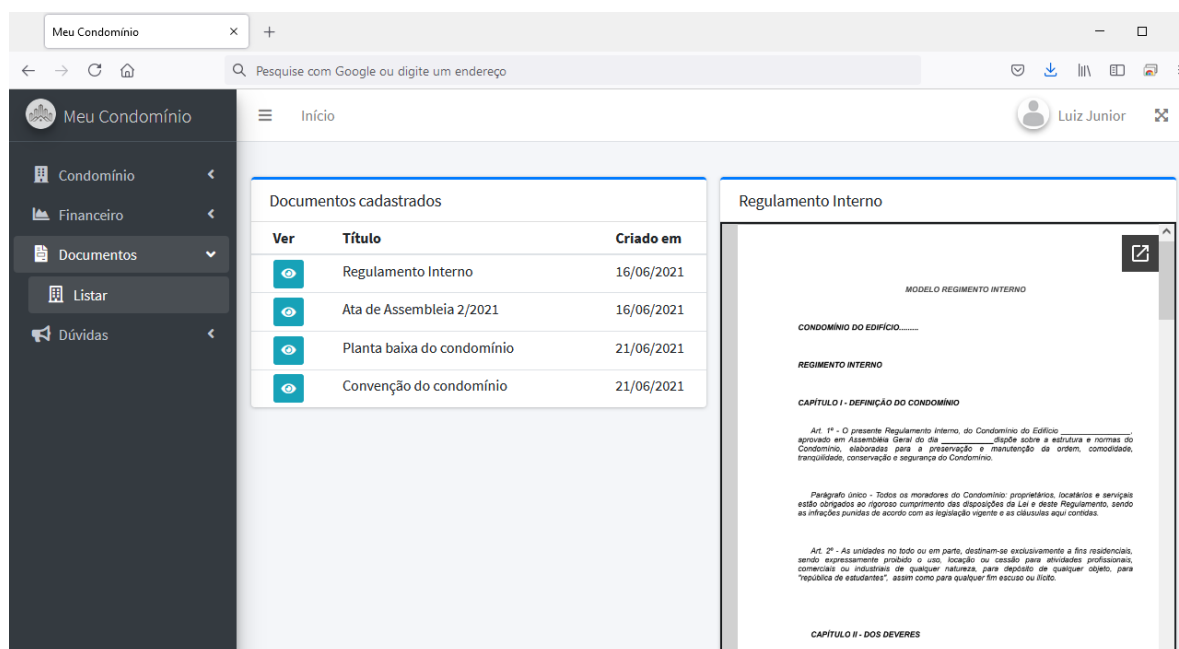 Meu Condomínio
Pesquise com Google ou digite um endereço
Meu Condomínio
Início
Luiz Junior
Condomínio
Financeiro
Documentos
Listar
Dúvidas
Documentos cadastrados
Ver Título Criado em
Regulamento Interno 16/06/2021
Ata de Assembleia 2/2021 16/06/2021
Planta baixa do condomínio 21/06/2021
Convenção do condomínio 21/06/2021
Regulamento Interno
MODELO REGIMENTO INTERNO
CONDOMÍNIO DO EDIFÍCIO.........
REGIMENTO INTERNO
CAPÍTULO I - DEFINIÇÃO DO CONDOMÍNIO
Art. 1º - O presente Regulamento Interno, do Condomínio do Edifício __________________,
aprovado em Assembléia Geral do dia _____________dispõe sobre a estrutura e normas do
Condomínio, elaboradas para a preservação e manutenção da ordem, comodidade,
tranqüilidade, conservação e segurança do Condomínio.
Parágrafo único - Todos os moradores do Condomínio: proprietários, locatários e serviçais
estão obrigados ao rigoroso cumprimento das disposições da Lei e deste Regulamento, sendo
as infrações punidas de acordo com as legislação vigente e as cláusulas aqui contidas.
Art. 2º - As unidades no todo ou em parte, destinam-se exclusivamente a fins residenciais,
sendo expressamente proibido o uso, locação ou cessão para atividades profissionais,
comerciais ou industriais de qualquer natureza, para depósito de qualquer objeto, para
"república de estudantes", assim como para qualquer fim escuso ou ilícito.
CAPÍTULO II - DOS DEVERES